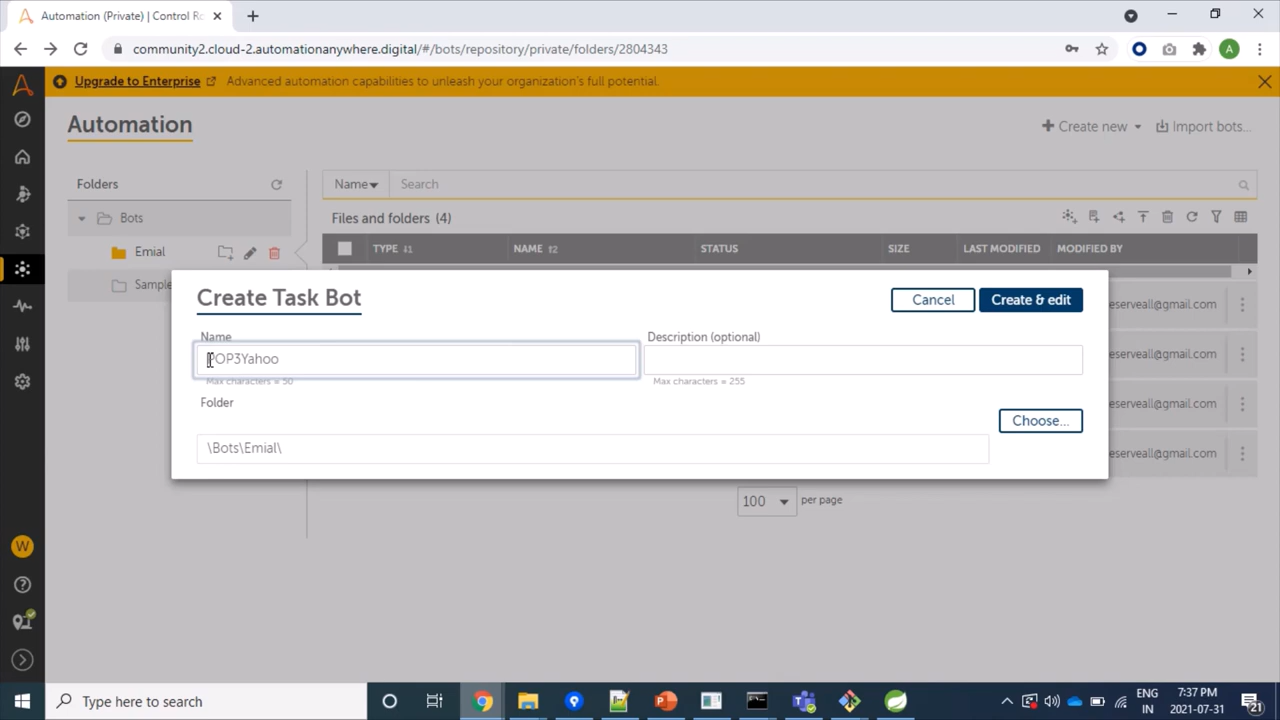 Automation (Private) | Control Ro
community2.cloud-2.automationanywhere.digital/#/bots/repository/private/folders/2804343
A
Upgrade to Enterprise Advanced automation capabilities to unleash your organization's full potential.
Automation
Create new
Import bots...
Folders
Name
Search
Bots
Files and folders (4)
Emial
TYPE
NAME
STATUS
SIZE
LAST MODIFIED
MODIFIED BY
Sample
Create Task Bot
Cancel
Create & edit
eserveall@gmail.com
Name
Description (optional)
POP3Yahoo
eserveall@gmail.com
Max characters = 50
Max characters = 255
Folder
eserveall@gmail.com
Choose...
\Bots\Emial\
eserveall@gmail.com
100
per page
W
Type here to search
ENG
IN
7:37 PM
2021-07-31
21